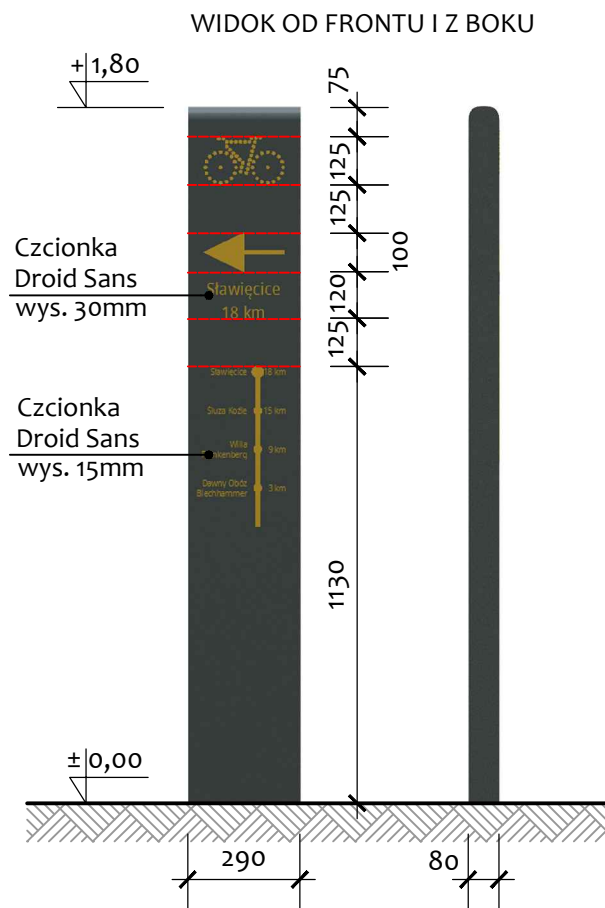 WIDOK OD FRONTU I Z BOKU
+1,80
75
125
125
100
120
125
1130
Czcionka
Droid Sans
wys. 30mm
Sławięcice
18 km
Czcionka
Droid Sans
wys. 15mm
Sławięcice 18 km
Śluza Koźle 15 km
Willa 9 km
Dawny Obóz 3 km
Blechhammer
±0,00
290
80